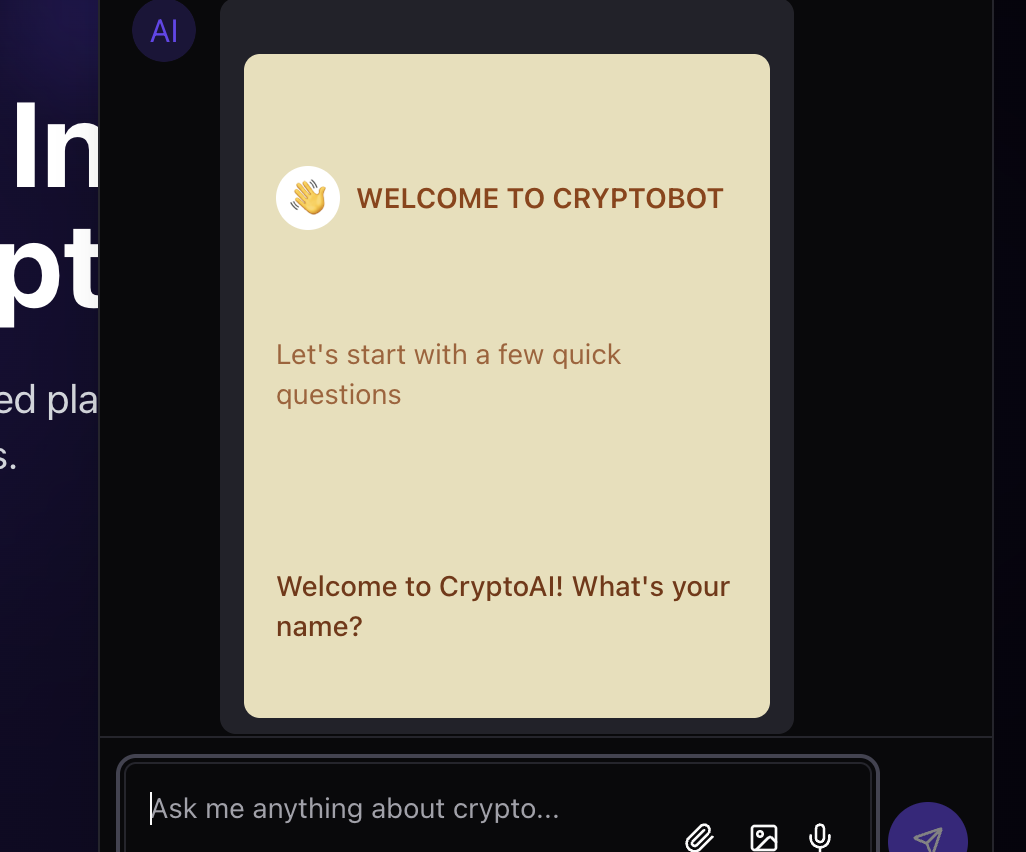 AI
In
pt
ed pla
s.
WELCOME TO CRYPTOBOT
Let's start with a few quick
questions
Welcome to CryptoAI! What's your
name?
Ask me anything about crypto...